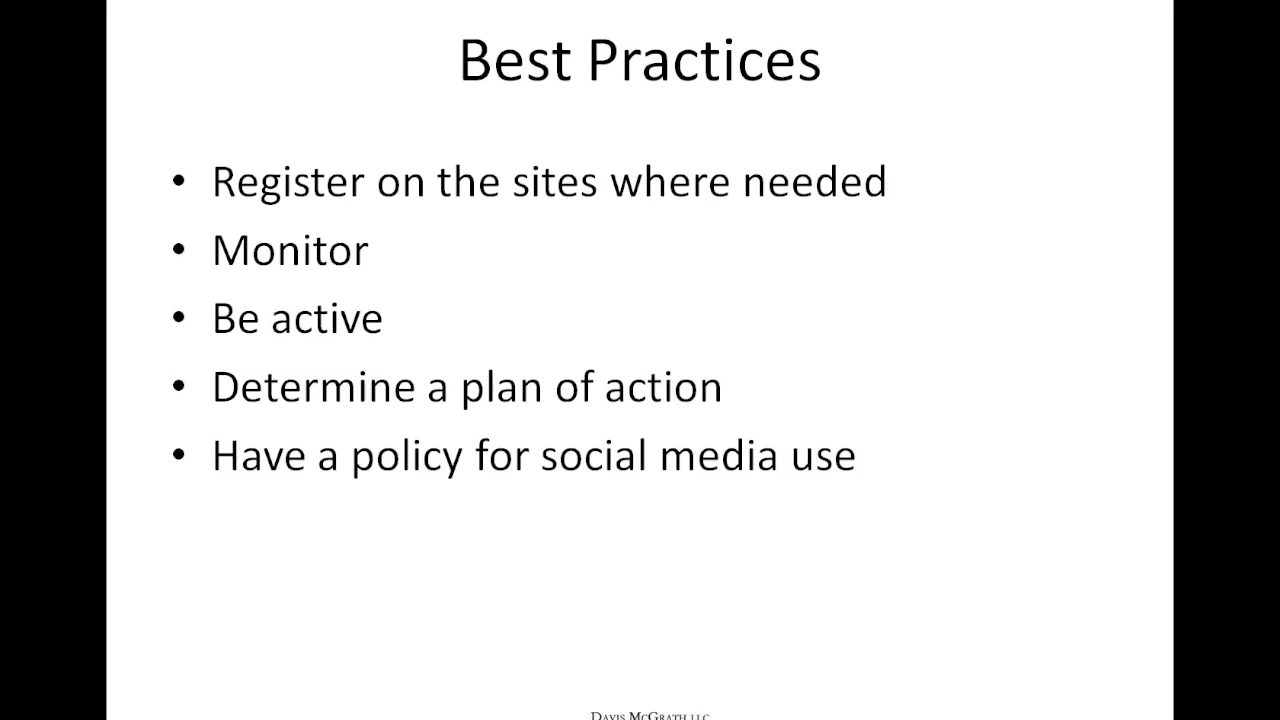 Best Practices
• Register on the sites where needed
• Monitor
• Be active
• Determine a plan of action
• Have a policy for social media use
DAVIS MCGRATH LLC